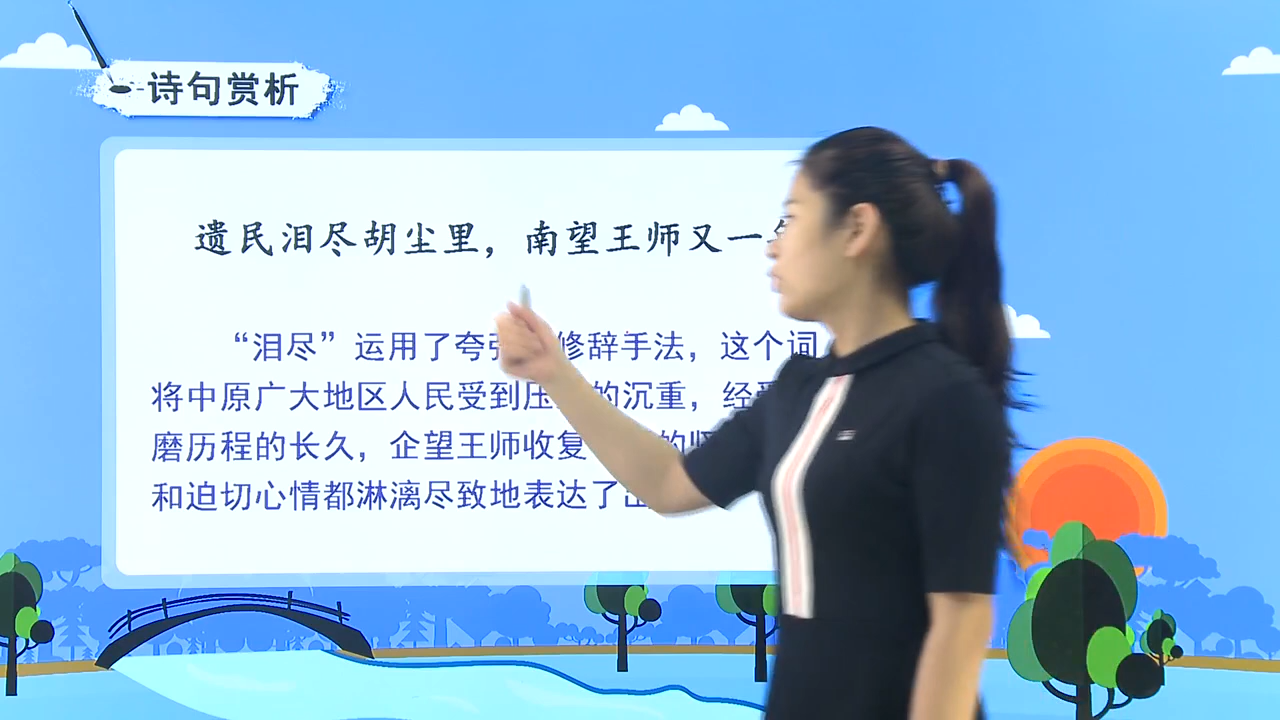 诗句赏析
遗民泪尽胡尘里，南望王师又一
“泪尽”运用了夸 修辞手法，这个词
将中原广大地区人民受到压 的沉重，经
磨历程的长久，企望王师收复 的
和迫切心情都淋漓尽致地表达了